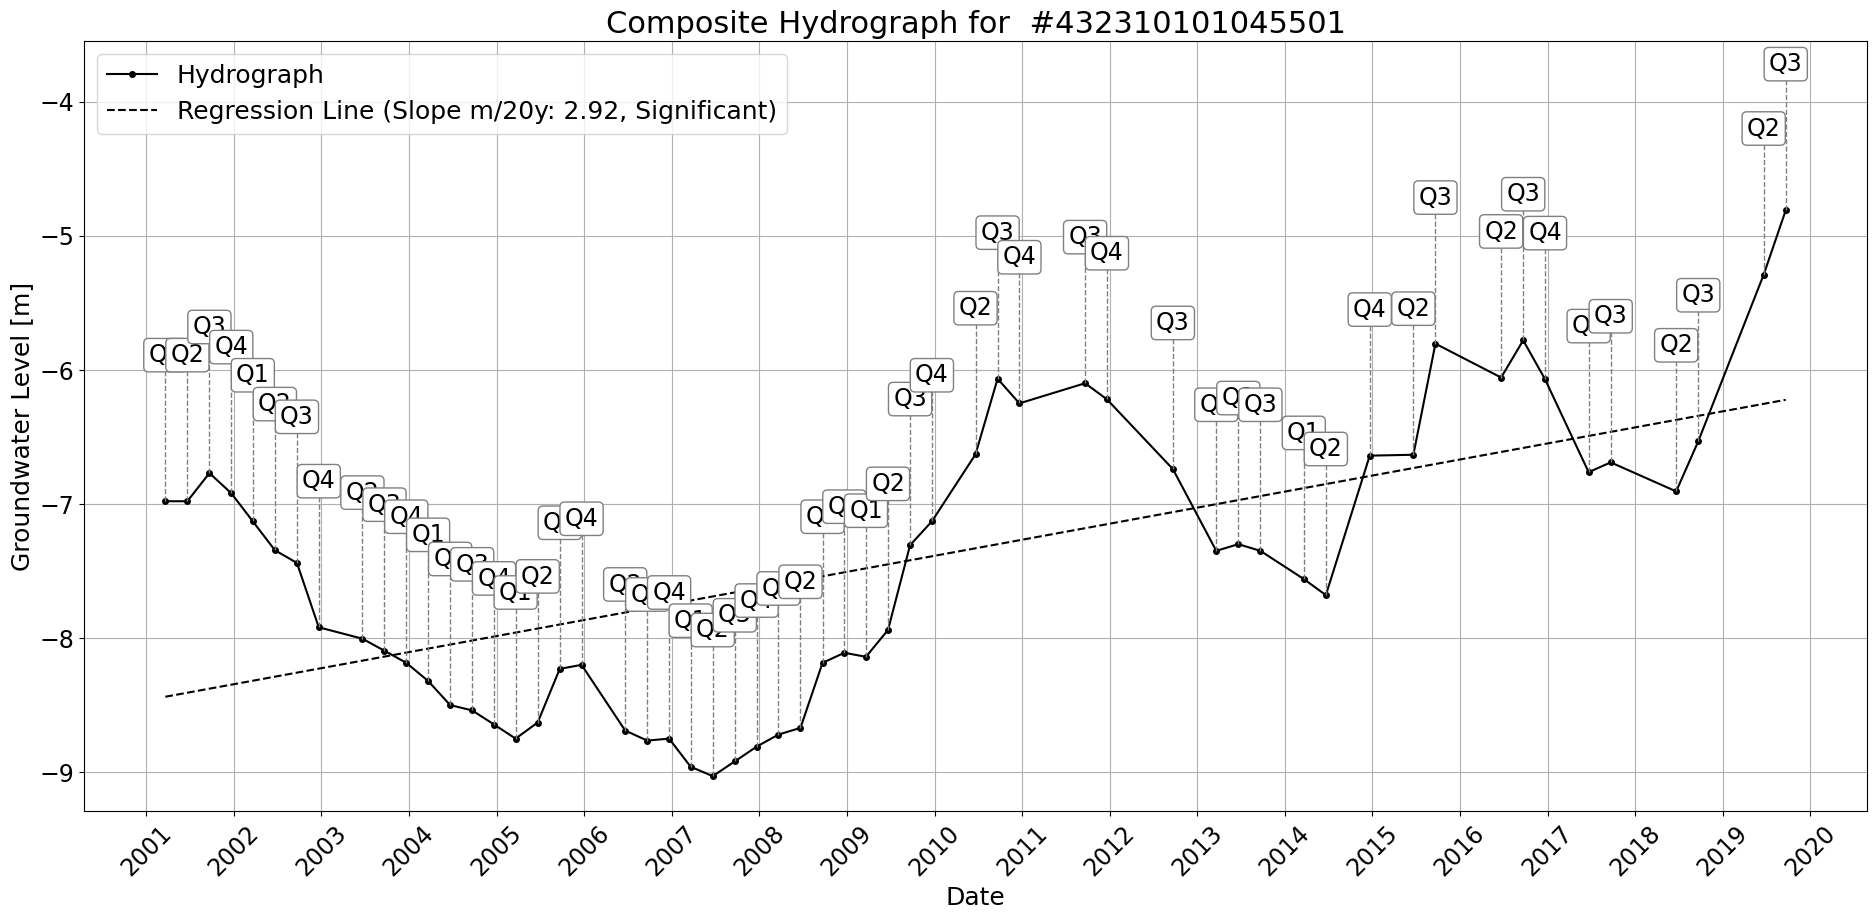 Composite Hydrograph for #432310101045501
Hydrograph
Regression Line (Slope m/20y: 2.92, Significant)
Groundwater Level [m]
−4
−5
−6
−7
−8
−9
Q2
Q3
Q4
Q1
Q3
Q4
Q1
Q2
Q4
Q4
Q2
Q2
Q3
Q4
Q1
Q2
Q3
Q4
Q2
Q3
Q4
Q3
Q4
Q3
Q3
Q1
Q2
Q4
Q2
Q3
Q2
Q3
Q4
Q3
Q2
Q3
Q2
Q3
2001
2002
2003
2004
2005
2006
2007
2008
2009
2010
2011
2012
2013
2014
2015
2016
2017
2018
2019
2020
Date